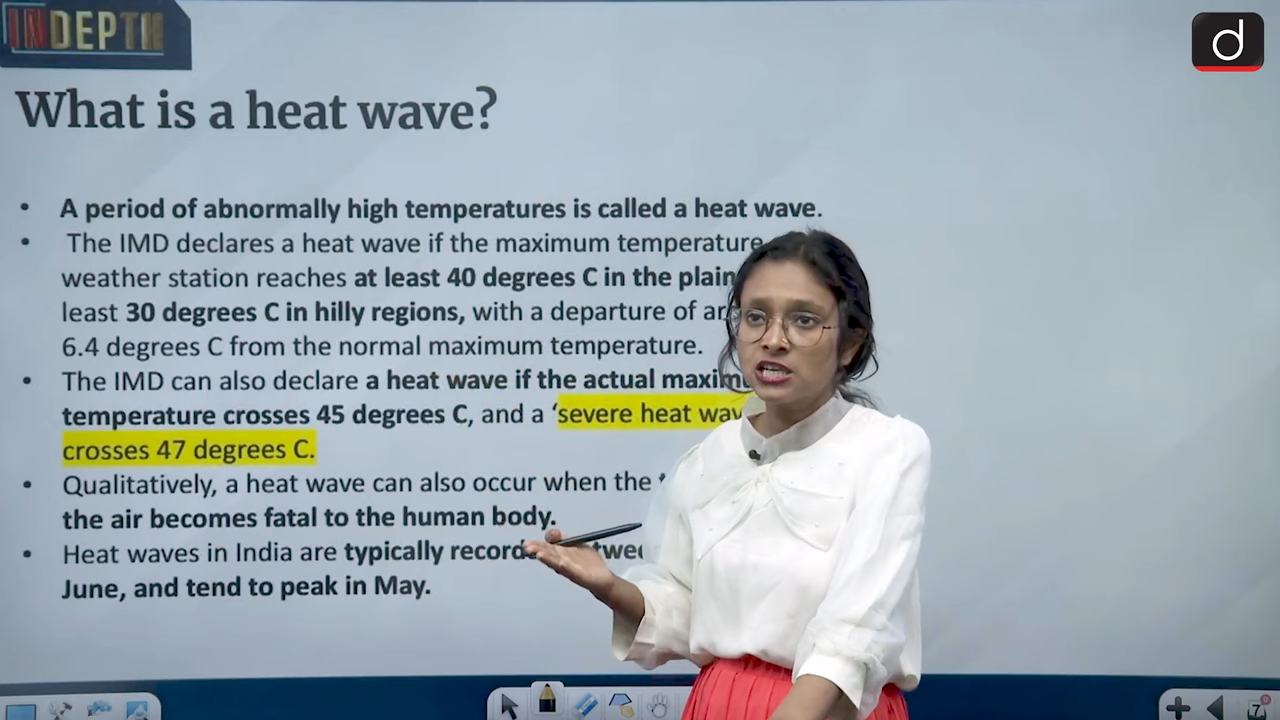 INDEPTH
d
What is a heat wave?
• A period of abnormally high temperatures is called a heat wave.
• The IMD declares a heat wave if the maximum temperature
weather station reaches at least 40 degrees C in the plain
least 30 degrees C in hilly regions, with a departure of
6.4 degrees C from the normal maximum temperature.
• The IMD can also declare a heat wave if the actual
temperature crosses 45 degrees C, and a ‘severe heat
crosses 47 degrees C.
• Qualitatively, a heat wave can also occur when the
the air becomes fatal to the human body.
• Heat waves in India are typically
June, and tend to peak in May.
7